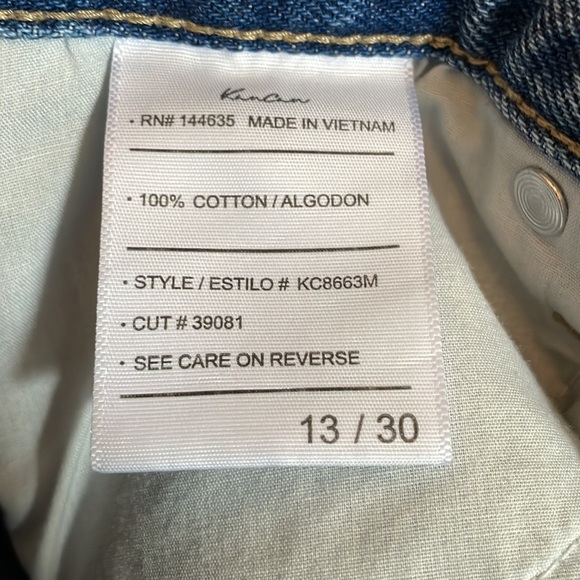 KanCan
· RN# 144635 MADE IN VIETNAM
· 100% COTTON / ALGODON
· STYLE / ESTILO # KC8663M
· CUT # 39081
· SEE CARE ON REVERSE
13 / 30